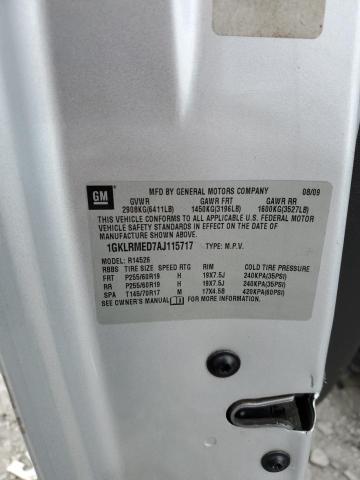 GM
MFD BY GENERAL MOTORS COMPANY 08/09
GVWR GAWR FRT GAWR RR
2908KG(6411LB) 1450KG(3196LB) 1600KG(3527LB)
THIS VEHICLE CONFORMS TO ALL APPLICABLE U.S. FEDERAL MOTOR
VEHICLE SAFETY STANDARDS IN EFFECT ON THE DATE OF
MANUFACTURE SHOWN ABOVE.
1GKLRMED7AJ115717 TYPE: M.P.V.
MODEL: R14526
RBBS TIRE SIZE SPEED RTG RIM COLD TIRE PRESSURE
FRT P255/60R19 H 19X7.5J 240KPA(35PSI)
RR P255/60R19 H 19X7.5J 240KPA(35PSI)
SPA T145/70R17 M 17X4.5B 420KPA(60PSI)
SEE OWNER'S MANUAL FOR MORE INFORMATION.